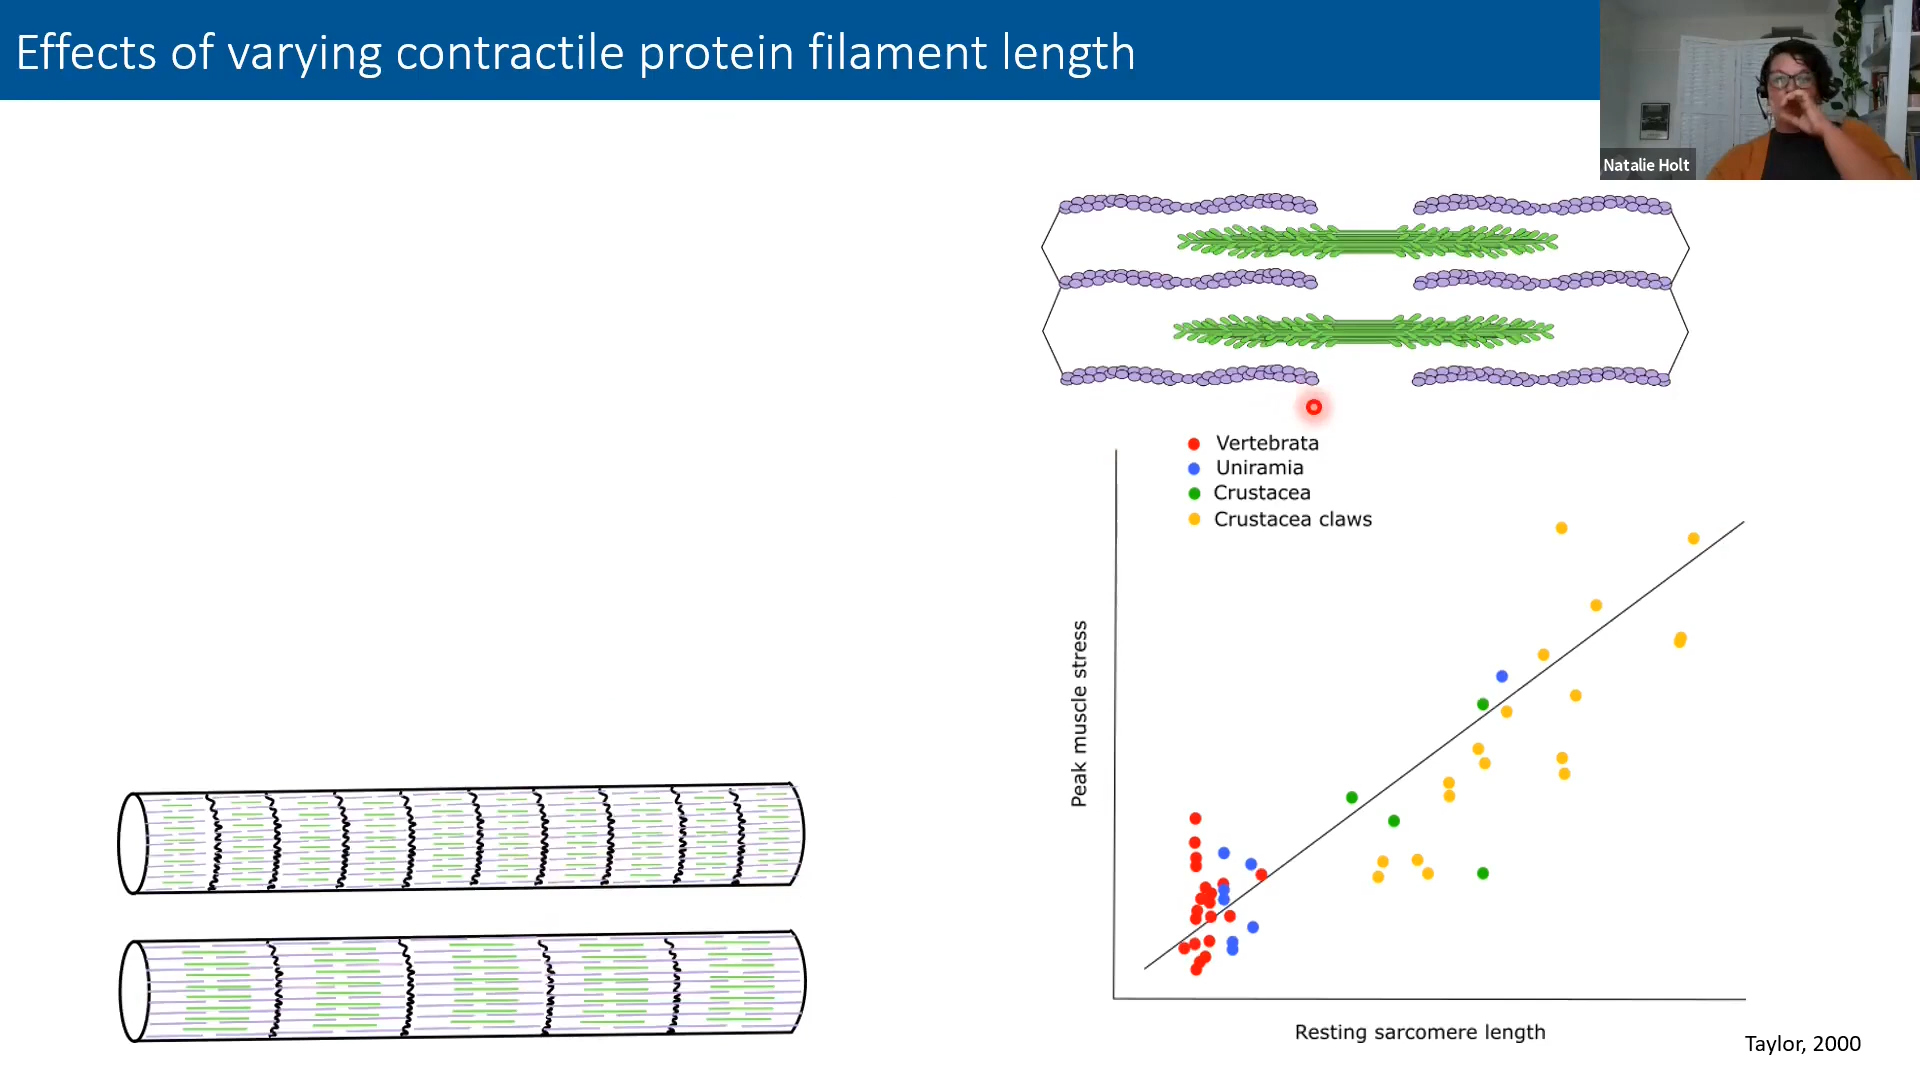 Effects of varying contractile protein filament length
Natalie Holt
Vertebrata
Uniramia
Crustacea
Crustacea claws
Peak muscle stress
Resting sarcomere length
Taylor, 2000